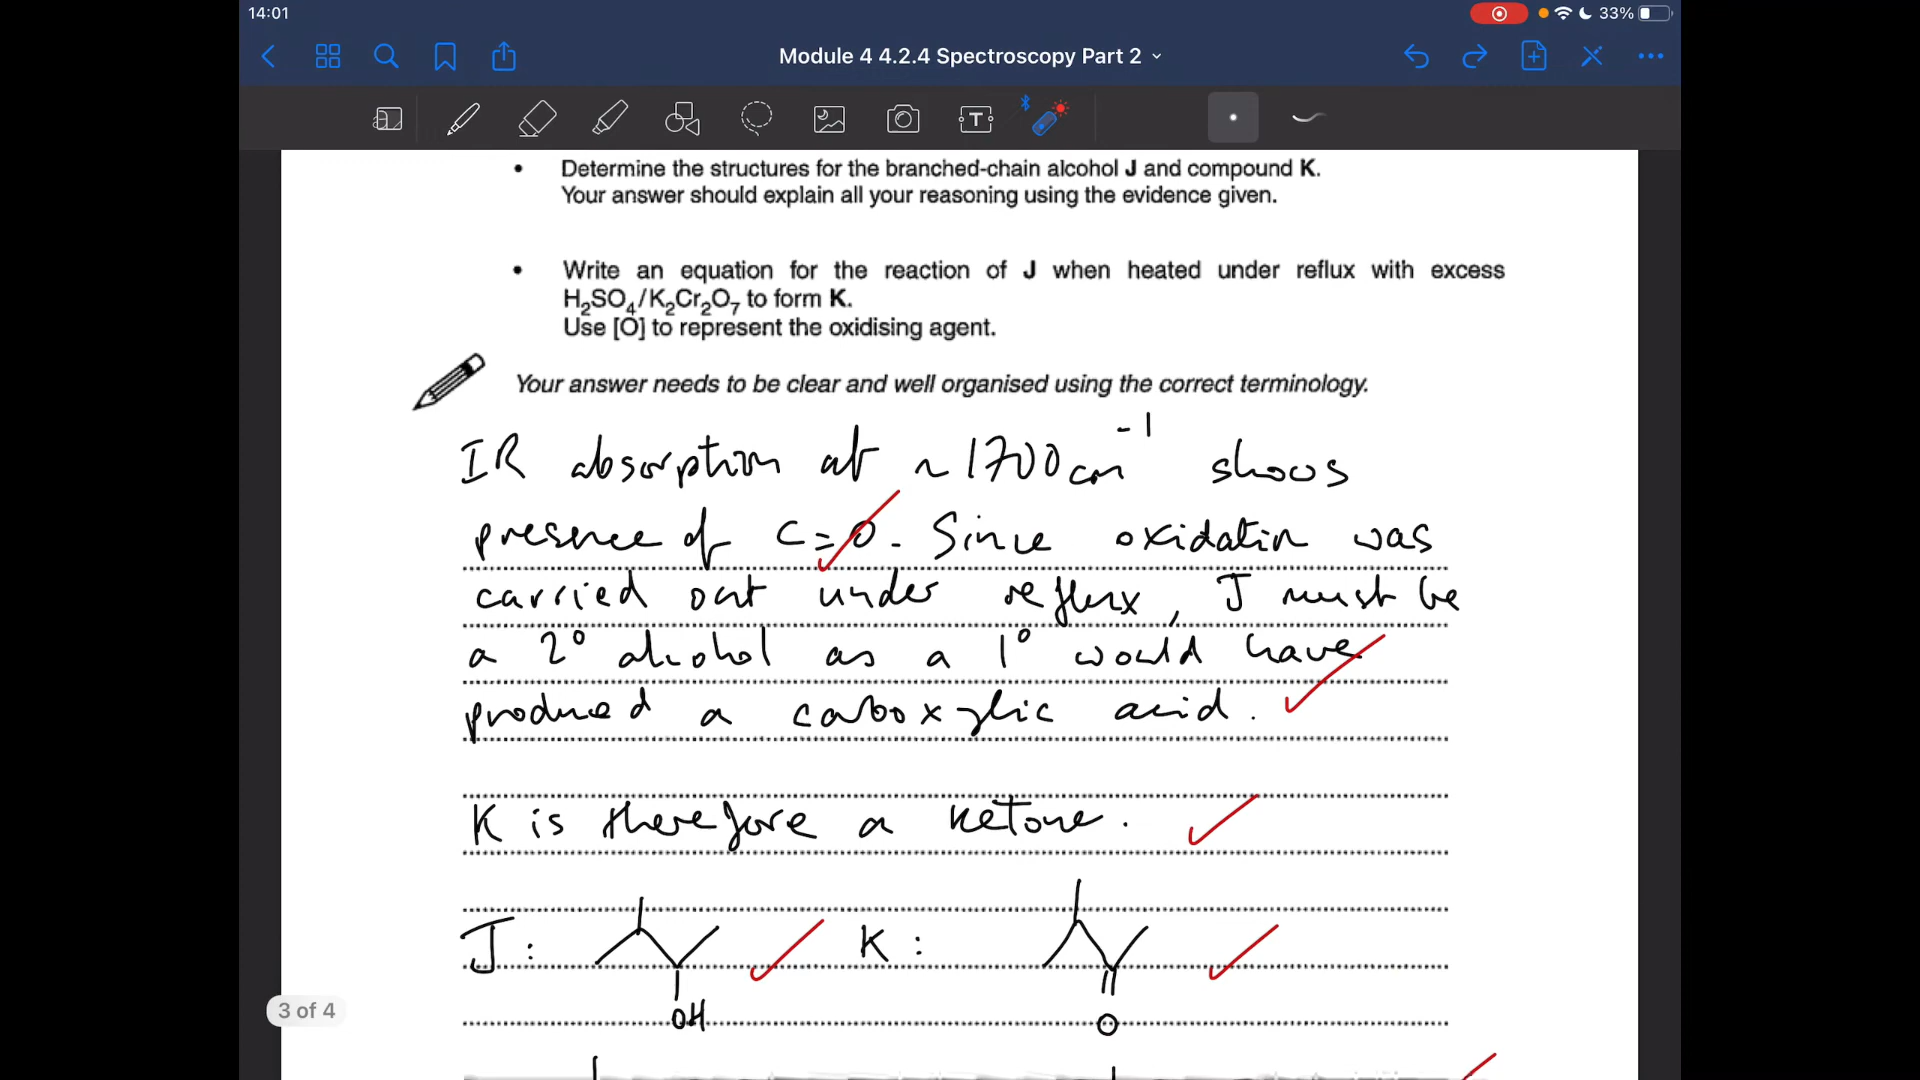 14:01
33%
Module 4 4.2.4 Spectroscopy Part 2
• Determine the structures for the branched-chain alcohol J and compound K.
Your answer should explain all your reasoning using the evidence given.
• Write an equation for the reaction of J when heated under reflux with excess
H₂SO₄/K₂Cr₂O₇ to form K.
Use [O] to represent the oxidising agent.
Your answer needs to be clear and well organised using the correct terminology.
IR absorption at ~1700cm⁻¹ shows
presence of C=O. Since oxidation was
carried out under reflux, J must be
a 2° alcohol as a 1° would have
produced a carboxylic acid.
K is therefore a ketone.
J: K:
OH O
3 of 4